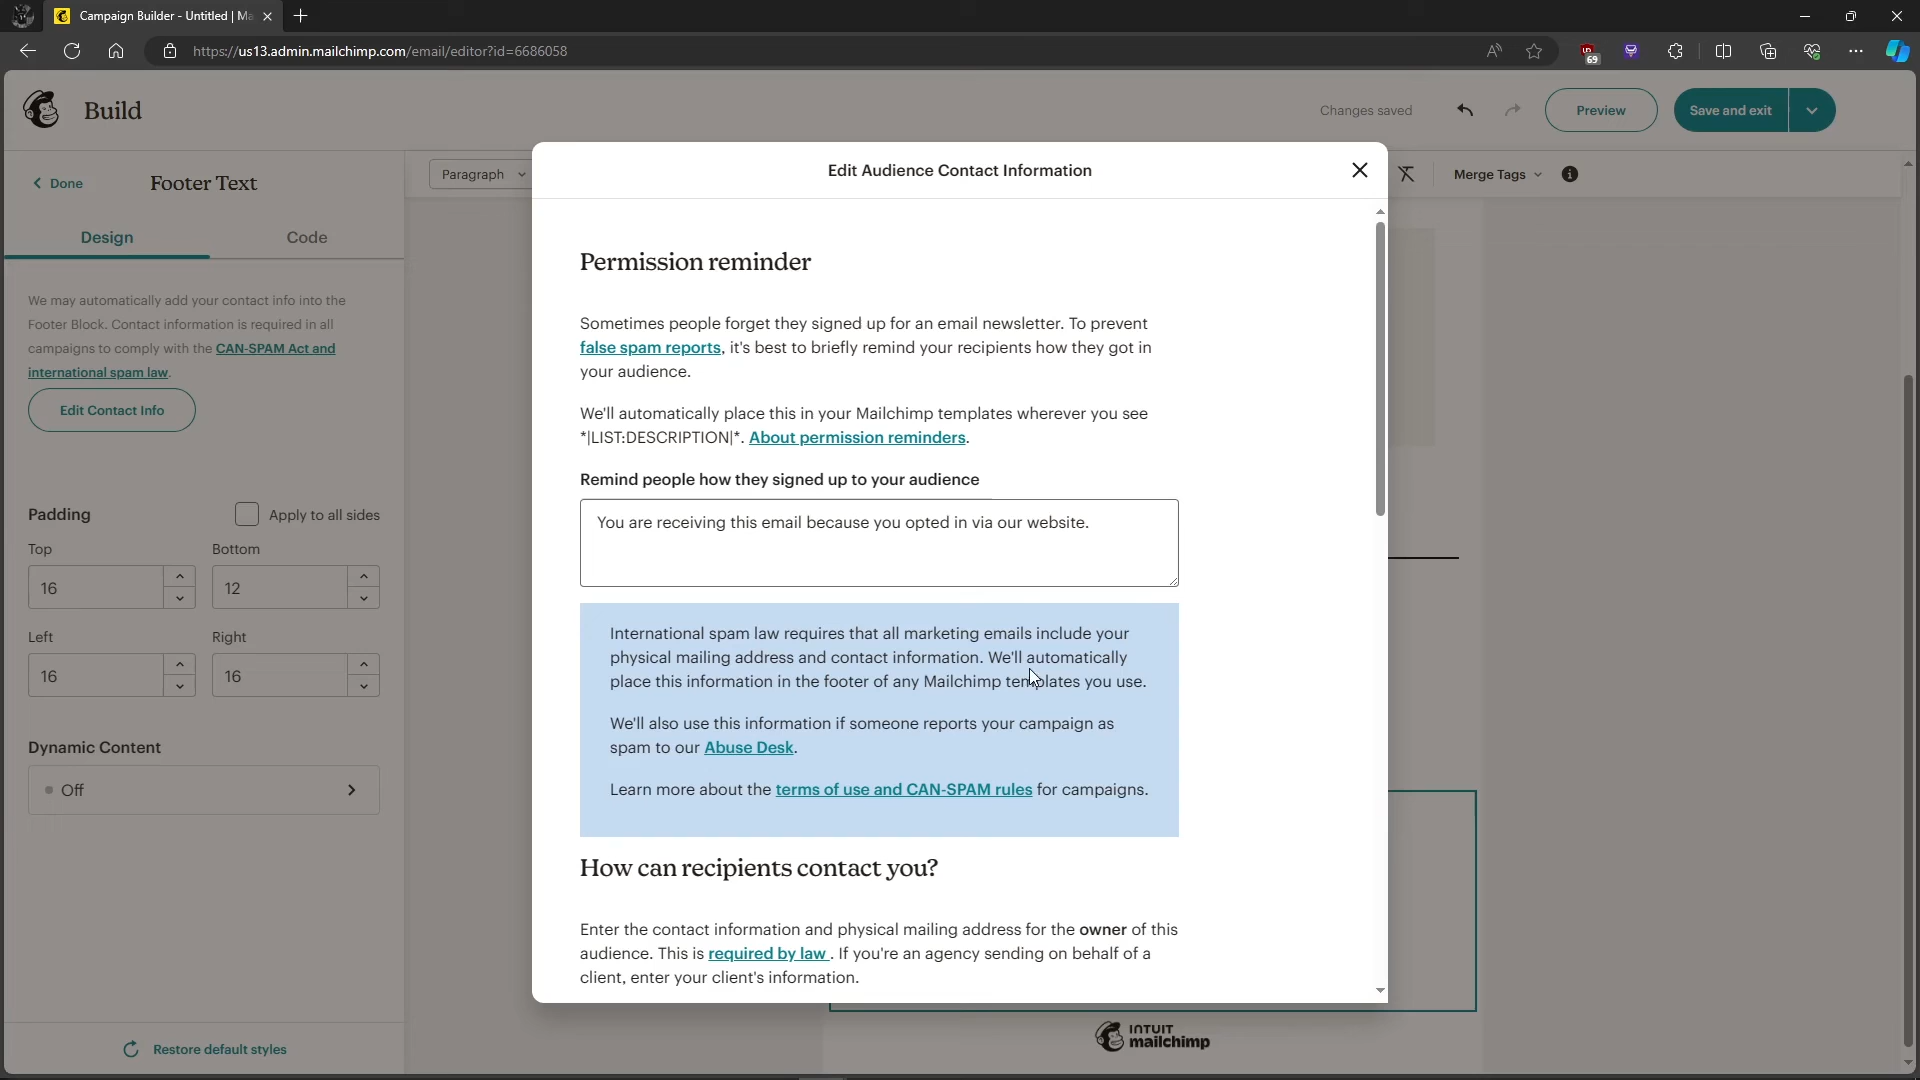 Campaign Builder - Untitled | Ma
https://us13.admin.mailchimp.com/email/editor?id=6686058
69
Build
Changes saved
Preview
Save and exit
Done
Footer Text
Design
Code
We may automatically add your contact info into the
Footer Block. Contact information is required in all
campaigns to comply with the CAN-SPAM Act and
international spam law.
Edit Contact Info
Padding
Apply to all sides
Top
Bottom
16
12
Left
Right
16
16
Dynamic Content
Off
Restore default styles
Paragraph
Merge Tags
Edit Audience Contact Information
Permission reminder
Sometimes people forget they signed up for an email newsletter. To prevent
false spam reports, it's best to briefly remind your recipients how they got in
your audience.
We'll automatically place this in your Mailchimp templates wherever you see
*|LIST:DESCRIPTION|*. About permission reminders.
Remind people how they signed up to your audience
You are receiving this email because you opted in via our website.
International spam law requires that all marketing emails include your
physical mailing address and contact information. We'll automatically
place this information in the footer of any Mailchimp templates you use.
We'll also use this information if someone reports your campaign as
spam to our Abuse Desk.
Learn more about the terms of use and CAN-SPAM rules for campaigns.
How can recipients contact you?
Enter the contact information and physical mailing address for the owner of this
audience. This is required by law . If you're an agency sending on behalf of a
client, enter your client's information.
INTUIT
mailchimp